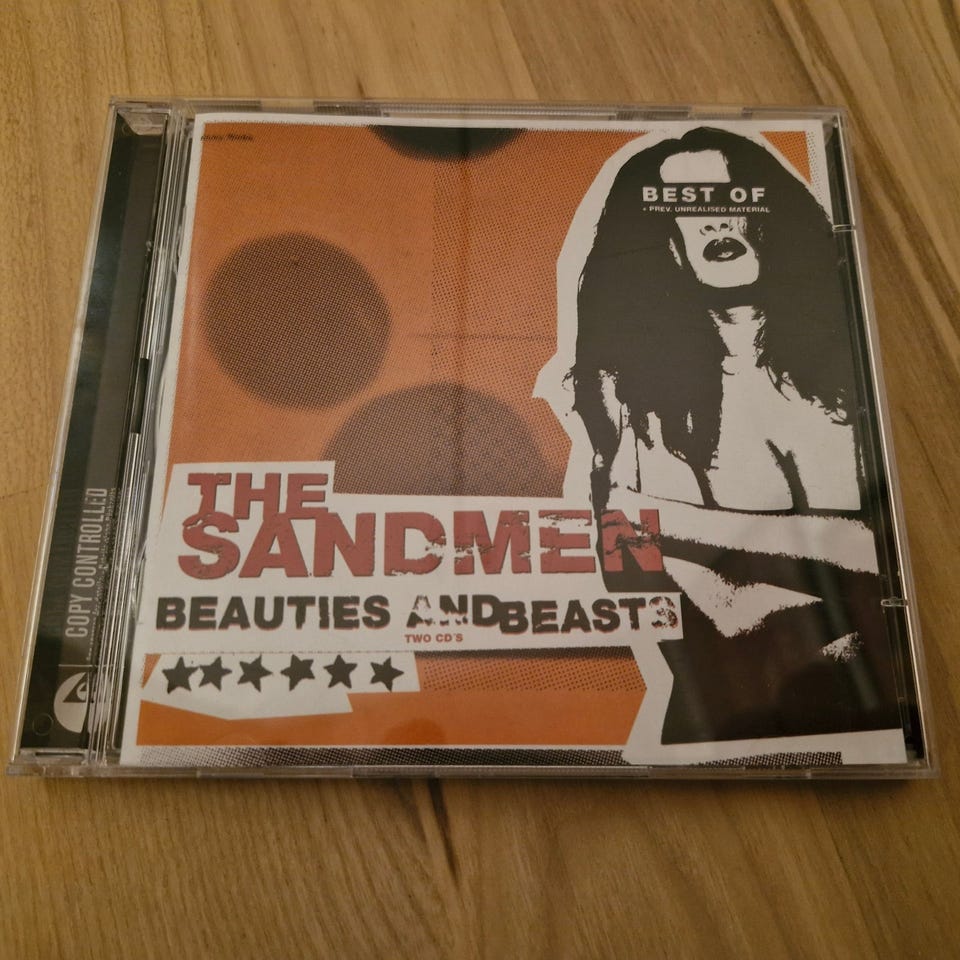 BEST OF
+ PREV. UNREALISED MATERIAL
THE
SANDMEN
BEAUTIES AND BEASTS
TWO CD'S
COPY CONTROLLED